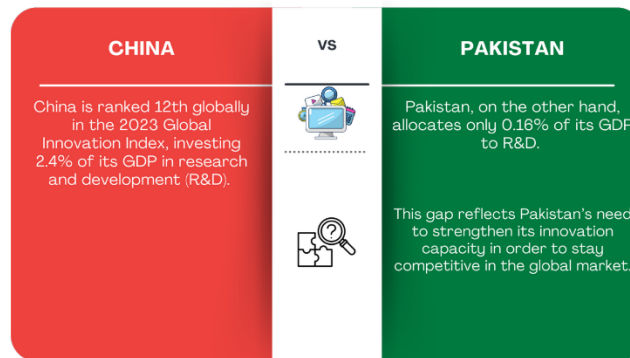 CHINA
China is ranked 12th globally
in the 2023 Global
Innovation Index, investing
2.4% of its GDP in research
and development (R&D).
VS
?
PAKISTAN
Pakistan, on the other hand,
allocates only 0.16% of its GDP
to R&D.
This gap reflects Pakistan's need
to strengthen its innovation
capacity in order to stay
competitive in the global market.